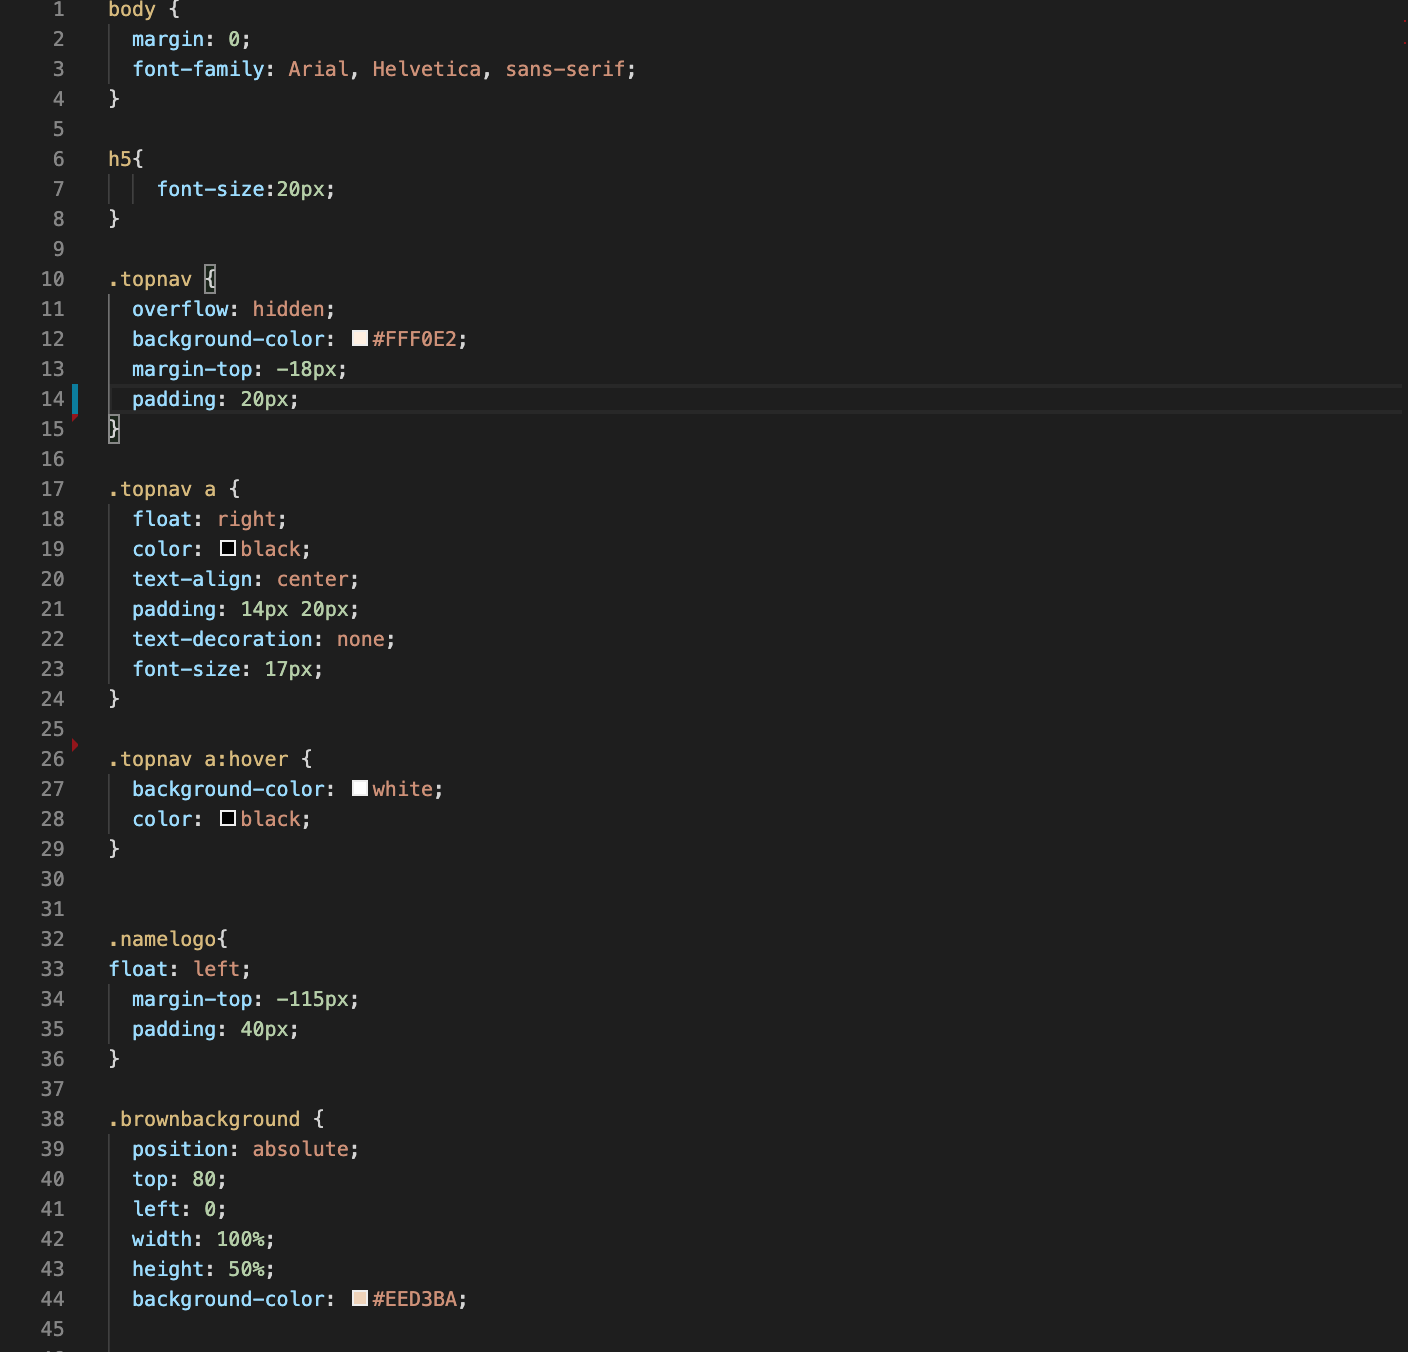 1 body {
2 margin: 0;
3 font-family: Arial, Helvetica, sans-serif;
4 }
5
6 h5{
7 font-size:20px;
8 }
9
10 .topnav {
11 overflow: hidden;
12 background-color: #FFF0E2;
13 margin-top: -18px;
14 padding: 20px;
15 }
16
17 .topnav a {
18 float: right;
19 color: black;
20 text-align: center;
21 padding: 14px 20px;
22 text-decoration: none;
23 font-size: 17px;
24 }
25
26 .topnav a:hover {
27 background-color: white;
28 color: black;
29 }
30
31
32 .namelogo{
33 float: left;
34 margin-top: -115px;
35 padding: 40px;
36 }
37
38 .brownbackground {
39 position: absolute;
40 top: 80;
41 left: 0;
42 width: 100%;
43 height: 50%;
44 background-color: #EED3BA;
45